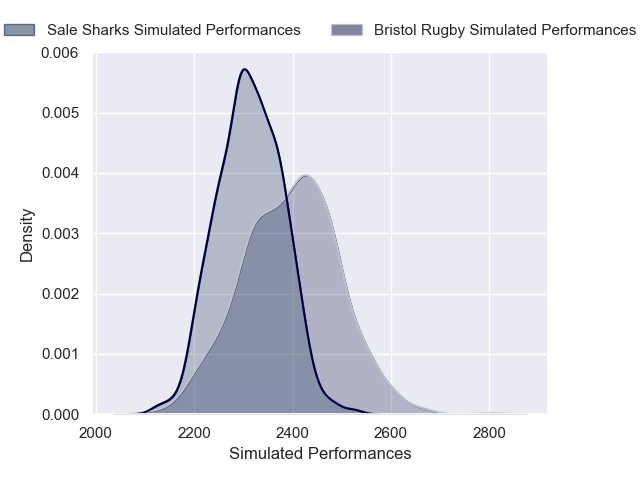 Sale Sharks Simulated Performances Bristol Rugby Simulated Performances
0.006
0.005
0.004
0.003
0.002
0.001
0.000
Density
2000 2200 2400 2600 2800
Simulated Performances